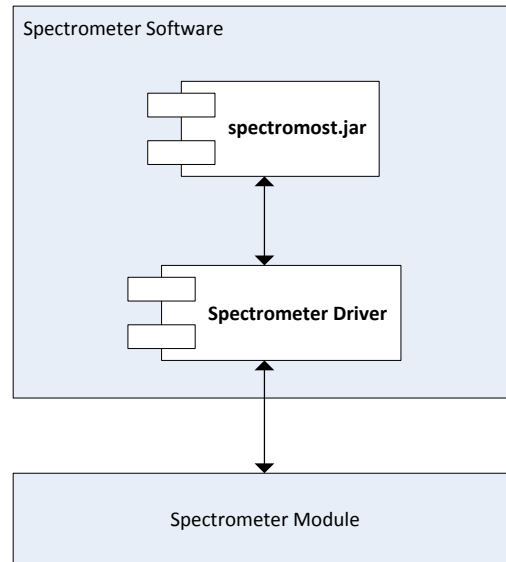 Spectrometer Software
spectromost.jar
Spectrometer Driver
Spectrometer Module